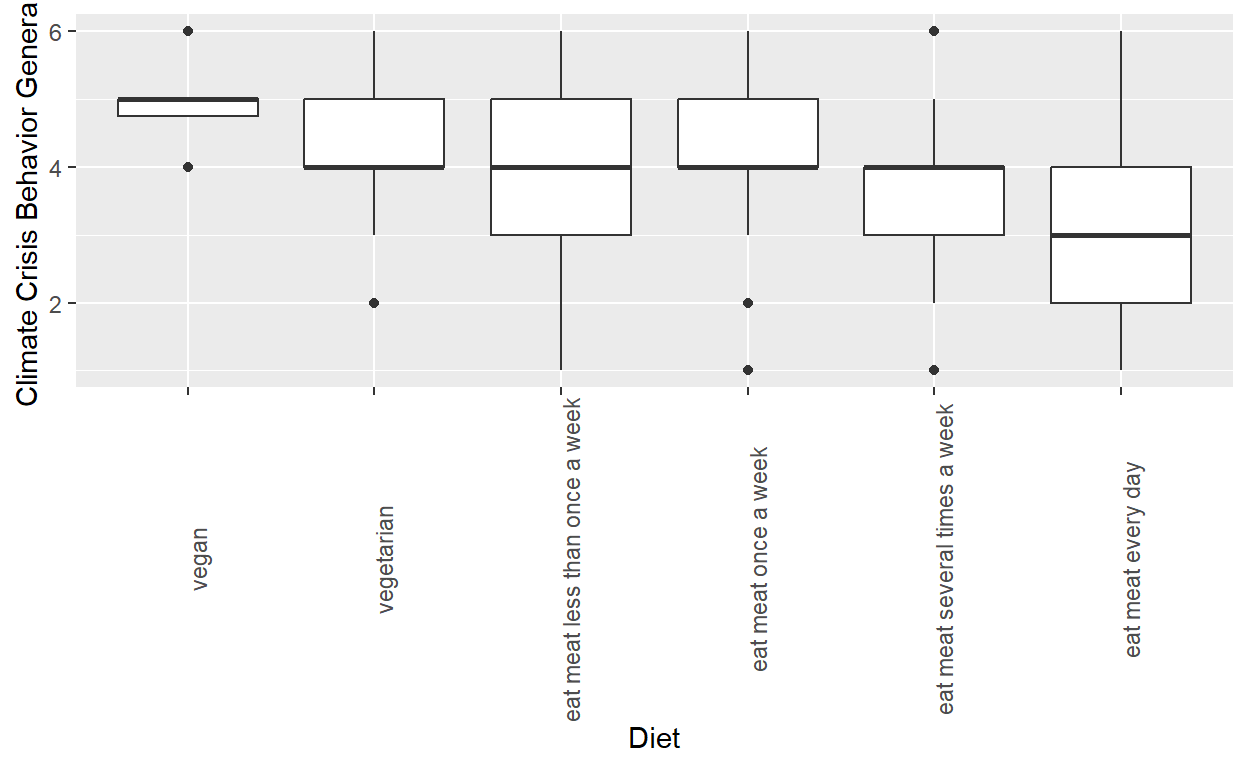 Climate Crisis Behavior Genera
6
4
2
vegan
vegetarian
eat meat less than once a week
eat meat once a week
eat meat several times a week
eat meat every day
Diet